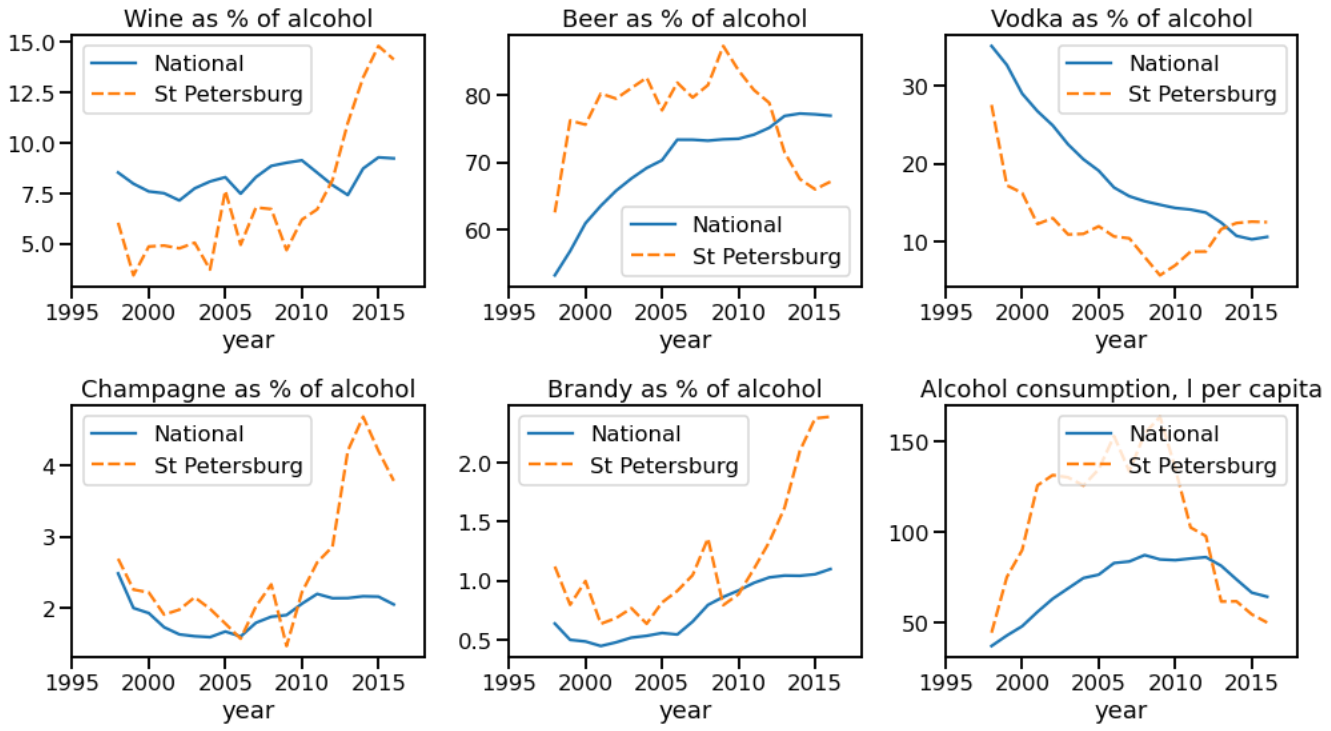 Wine as % of alcohol
15.0
12.5
10.0
7.5
5.0
National
St Petersburg
1995 2000 2005 2010 2015
year
Beer as % of alcohol
80
70
60
National
St Petersburg
1995 2000 2005 2010 2015
year
Vodka as % of alcohol
30
20
10
National
St Petersburg
1995 2000 2005 2010 2015
year
Champagne as % of alcohol
4
3
2
National
St Petersburg
1995 2000 2005 2010 2015
year
Brandy as % of alcohol
2.0
1.5
1.0
0.5
National
St Petersburg
1995 2000 2005 2010 2015
year
Alcohol consumption, l per capita
150
100
50
National
St Petersburg
1995 2000 2005 2010 2015
year